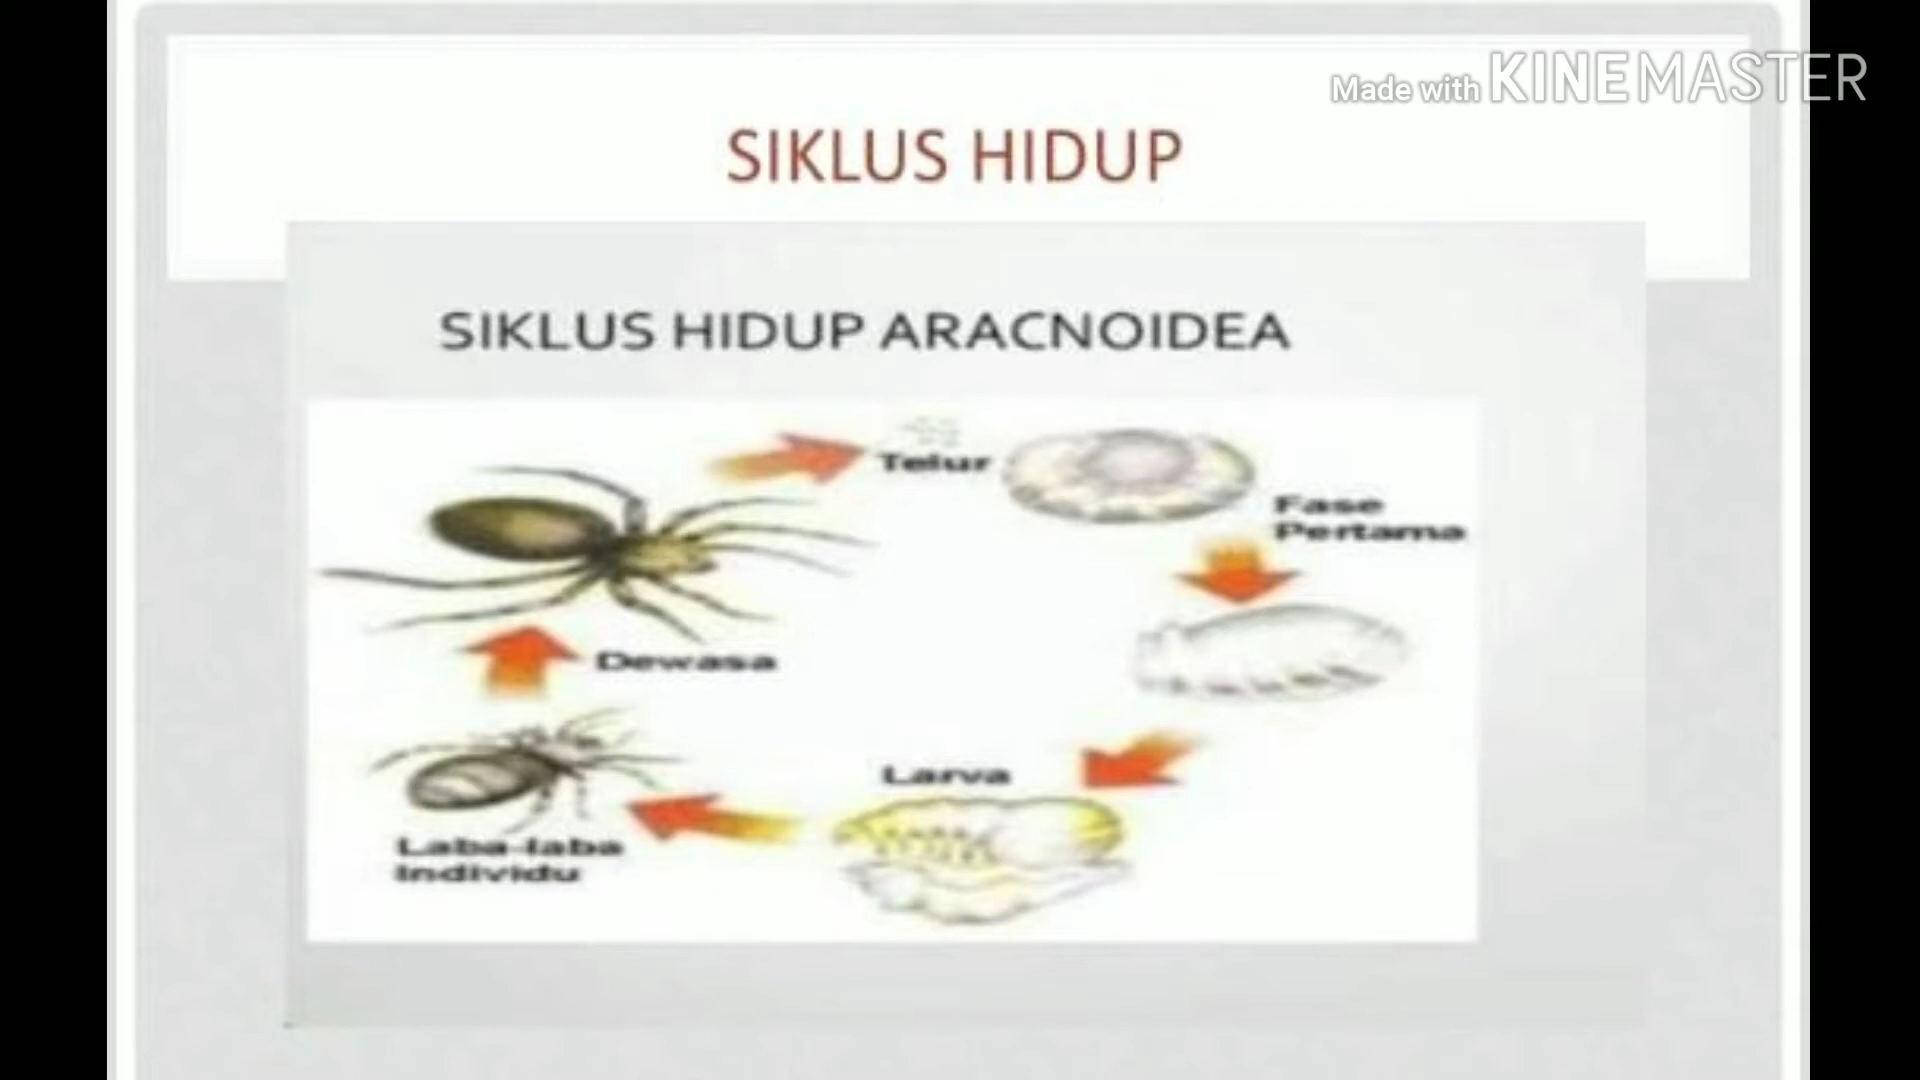 Made with KINEMASTER
SIKLUS HIDUP
SIKLUS HIDUP ARACNOIDEA
Telur
Fase
Pertama
Dewasa
Larva
Laba-laba
Individu